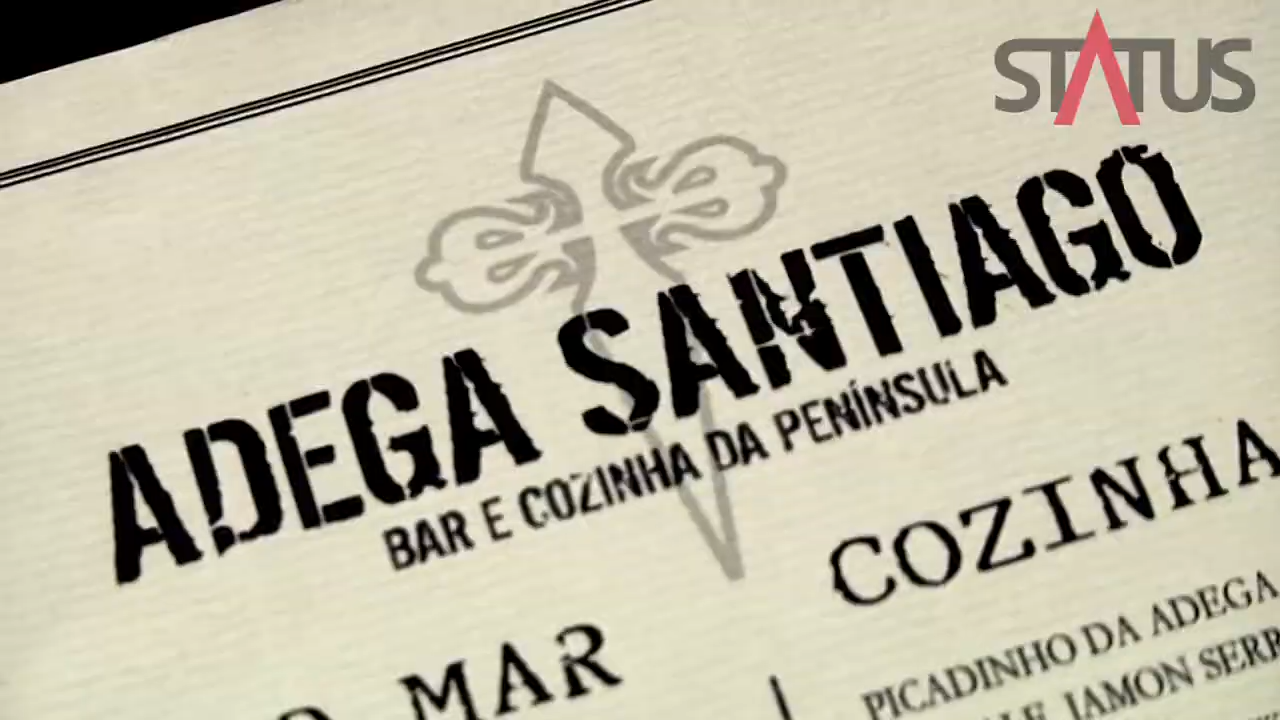 STATUS
ADEGA SANTIAGO
BAR E COZINHA DA PENÍNSULA
COZINHA
PICADINHO DA ADEGA
JAMON SERR
MAR